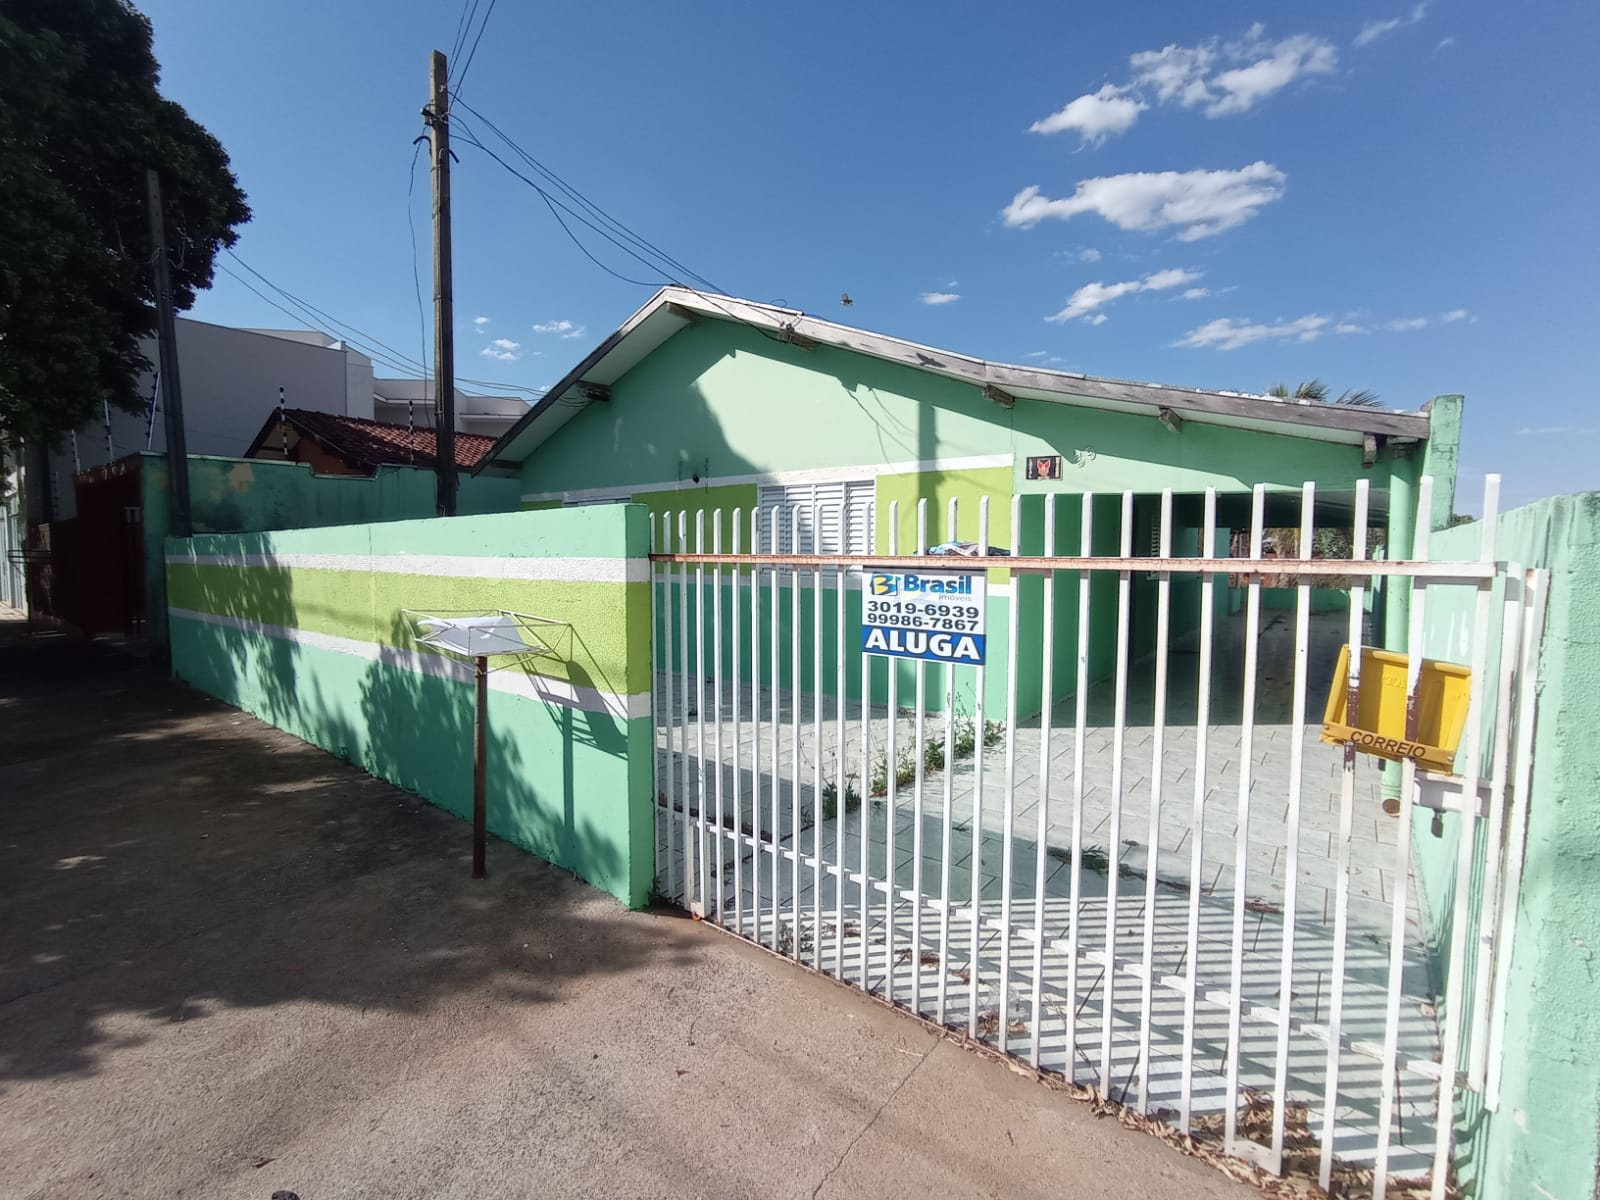 Brasil
imóveis
3019-6939
99986-7867
ALUGA
CORREIO